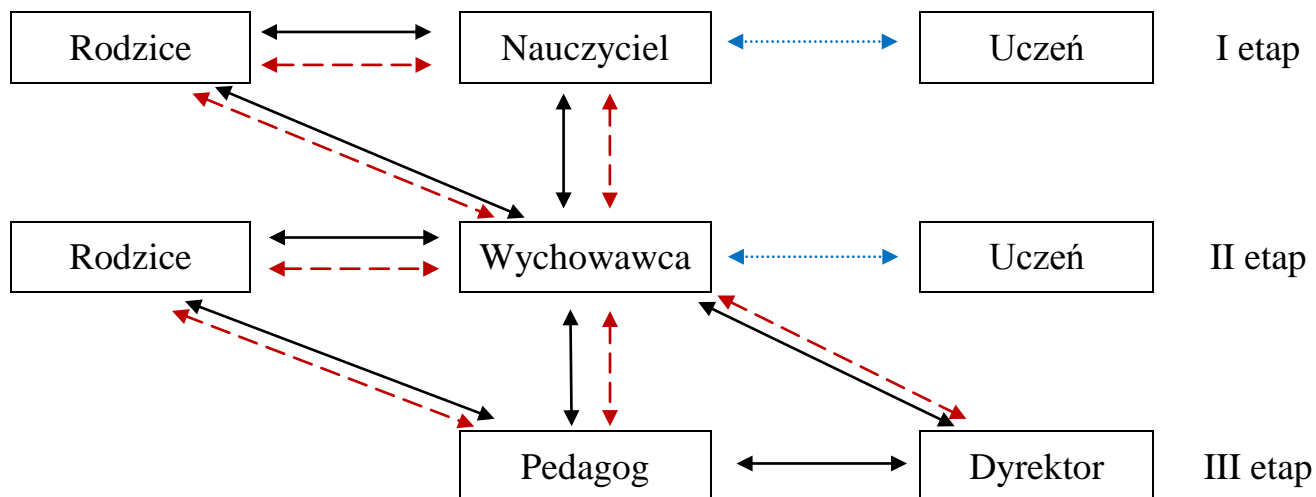 Rodzice Nauczyciel Uczeń I etap
Rodzice Wychowawca Uczeń II etap
Pedagog Dyrektor III etap